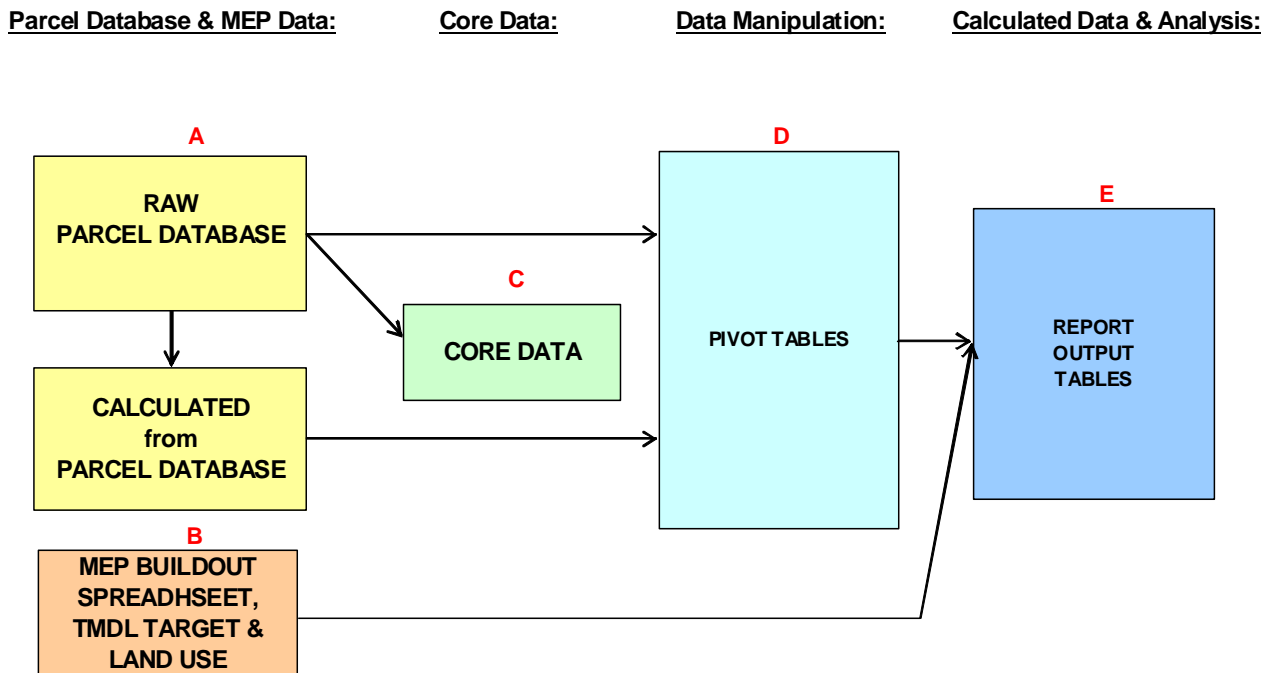 Parcel Database & MEP Data:
Core Data:
Data Manipulation:
Calculated Data & Analysis:
A
RAW
PARCEL DATABASE
CALCULATED
from
PARCEL DATABASE
B
MEP BUILDOUT
SPREADHSEET,
TMDL TARGET &
LAND USE
C
CORE DATA
D
PIVOT TABLES
E
REPORT
OUTPUT
TABLES